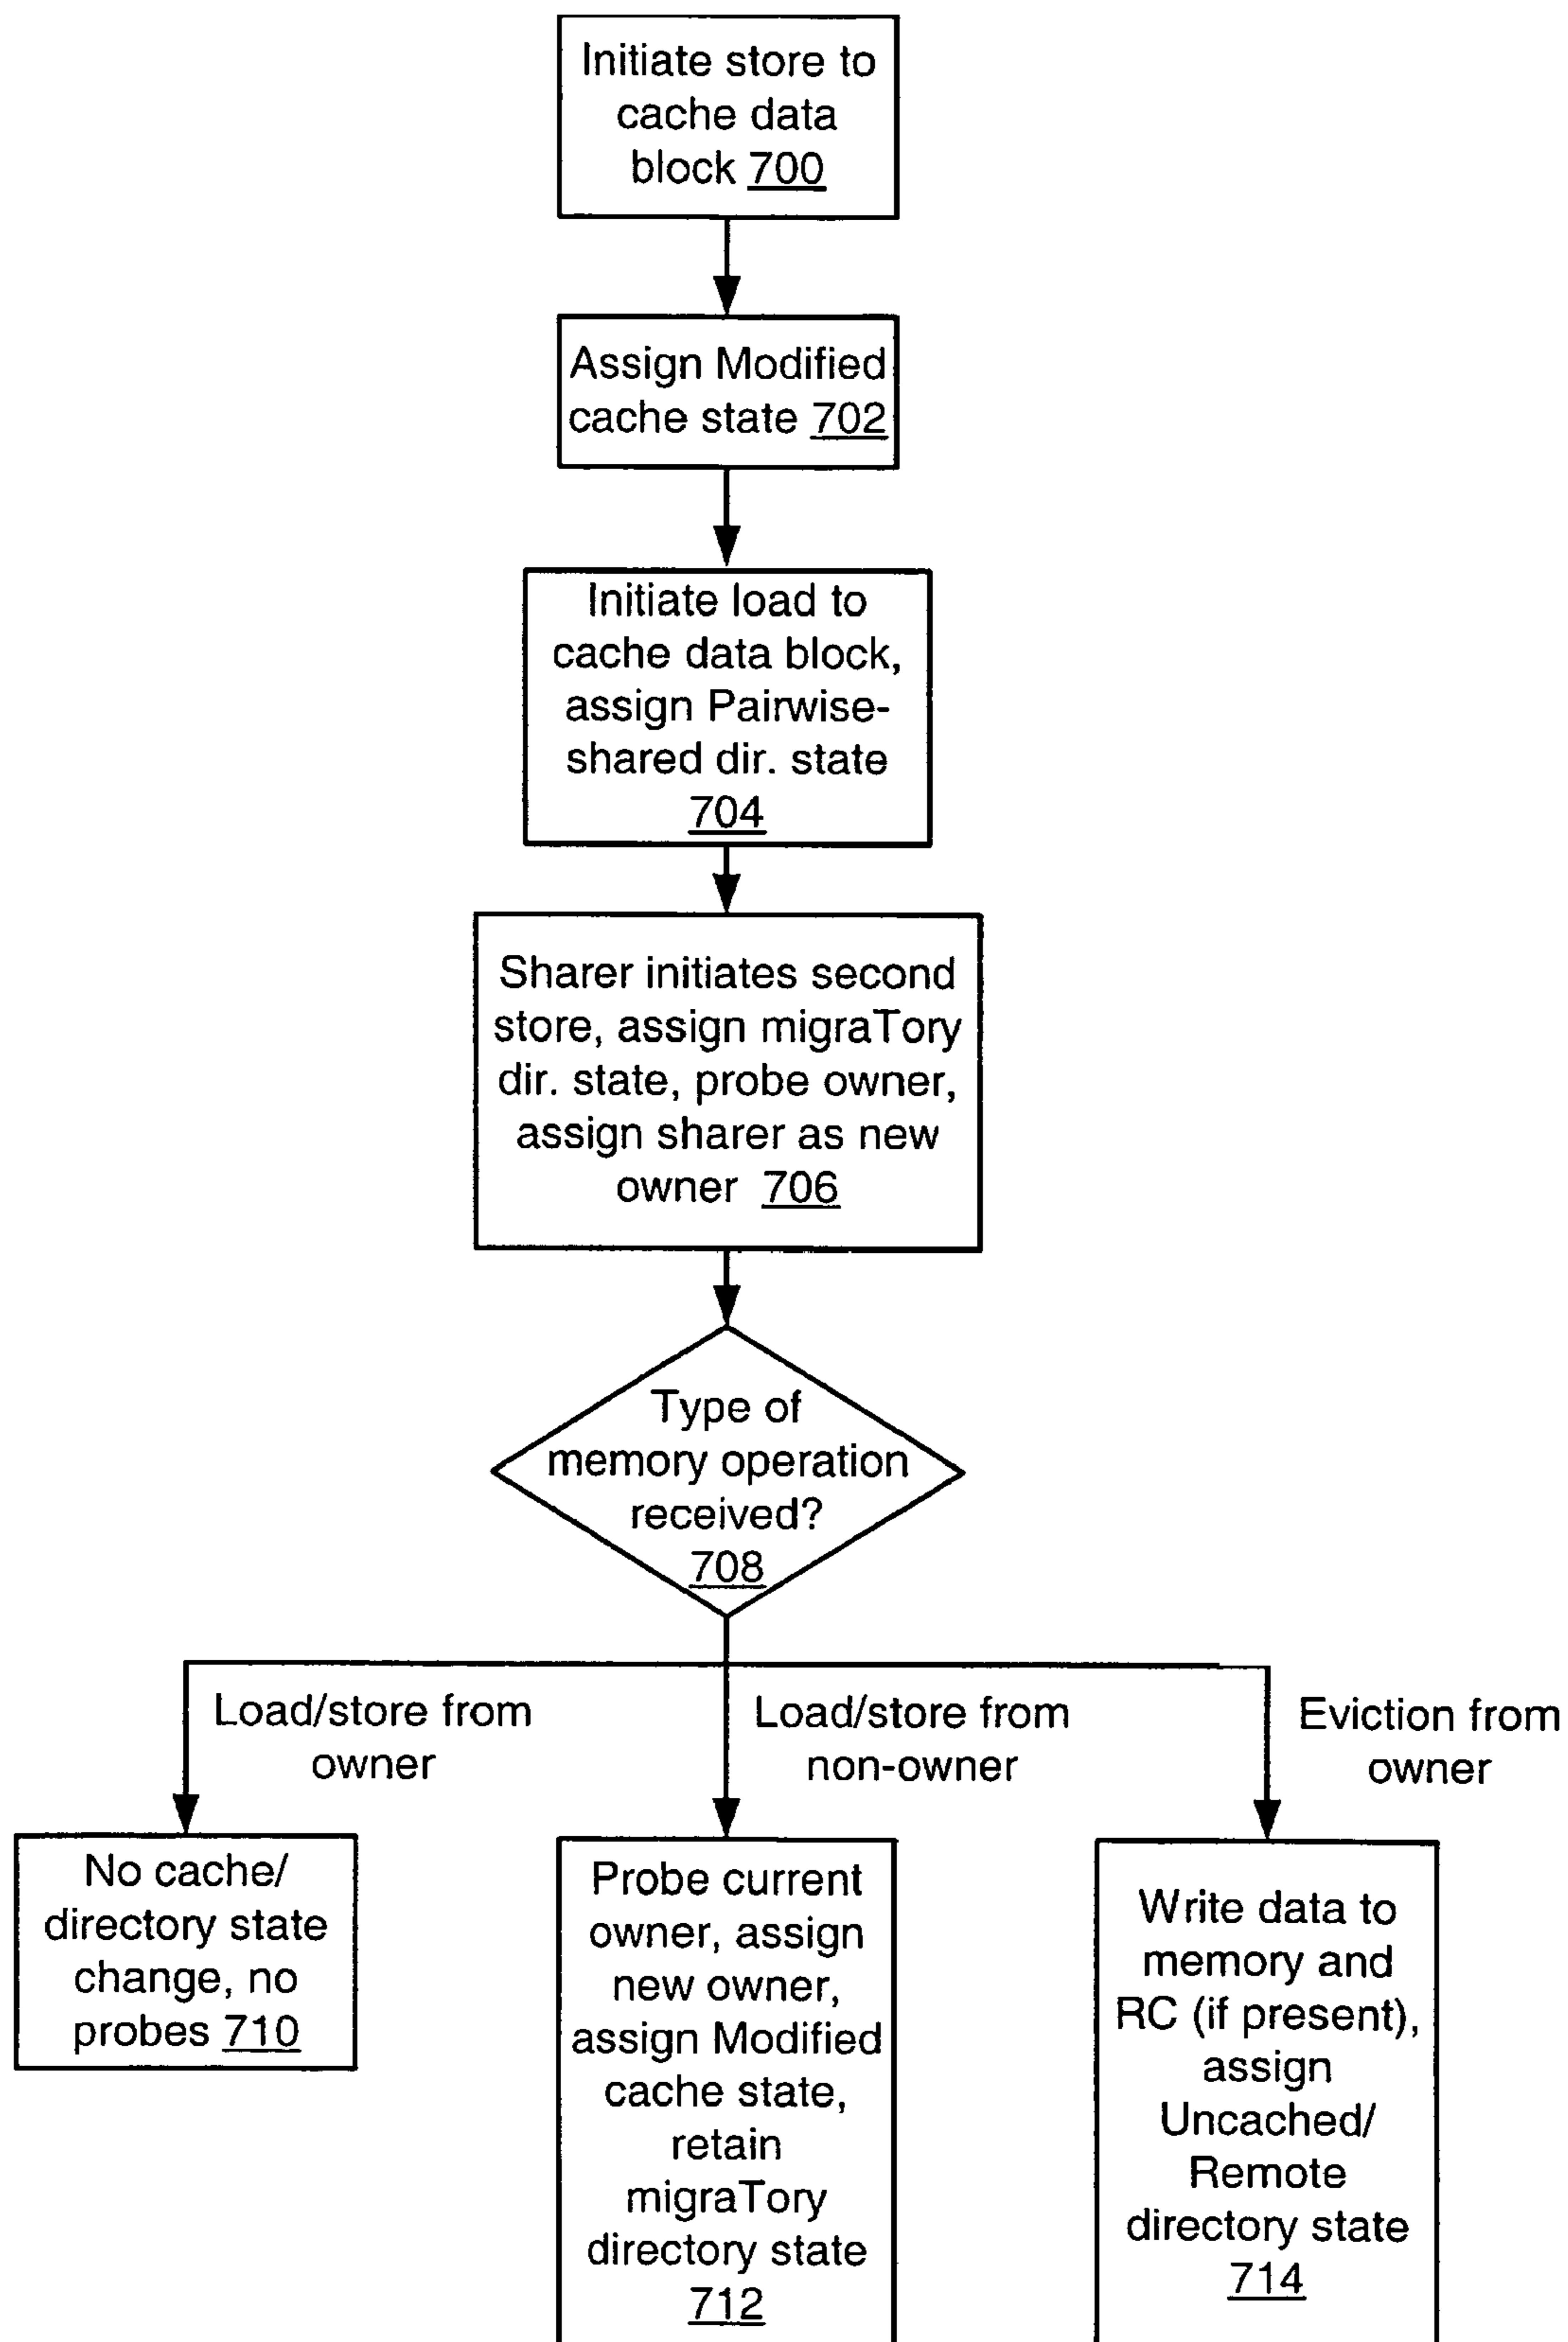 Initiate store to
cache data
block 700
Assign Modified
cache state 702
Initiate load to
cache data block,
assign Pairwise-
shared dir. state
704
Sharer initiates second
store, assign migraTory
dir. state, probe owner,
assign sharer as new
owner 706
Type of
memory operation
received?
708
Load/store from
owner
Load/store from
non-owner
Eviction from
owner
No cache/
directory state
change, no
probes 710
Probe current
owner, assign
new owner,
assign Modified
cache state,
retain
migraTory
directory state
712
Write data to
memory and
RC (if present),
assign
Uncached/
Remote
directory state
714